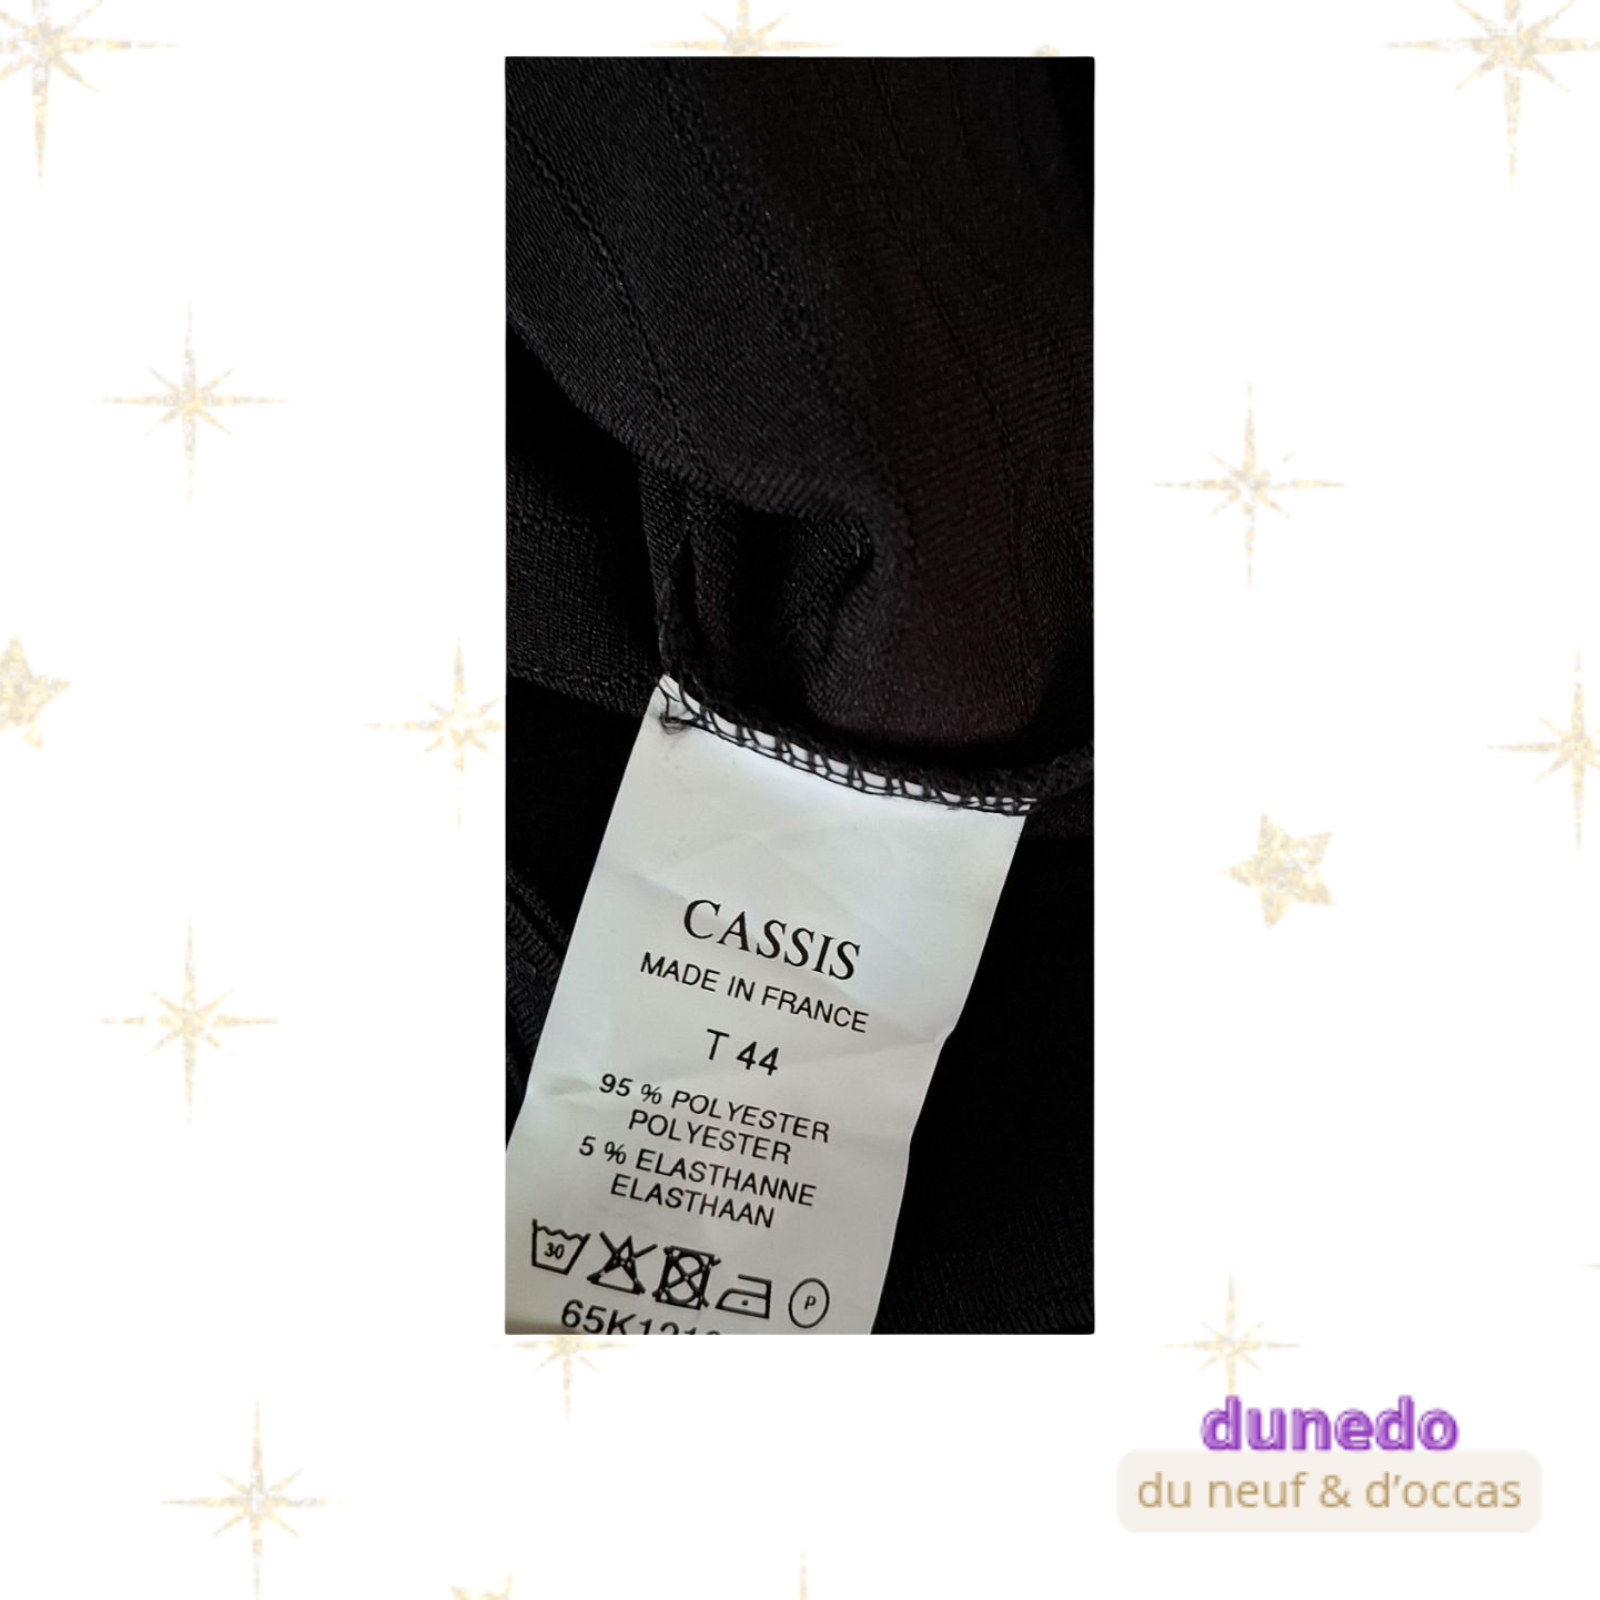 CASSIS
MADE IN FRANCE
T 44
95 % POLYESTER
POLYESTER
5 % ELASTHANNE
ELASTHAAN
30
P
dunedo
du neuf & d’occas